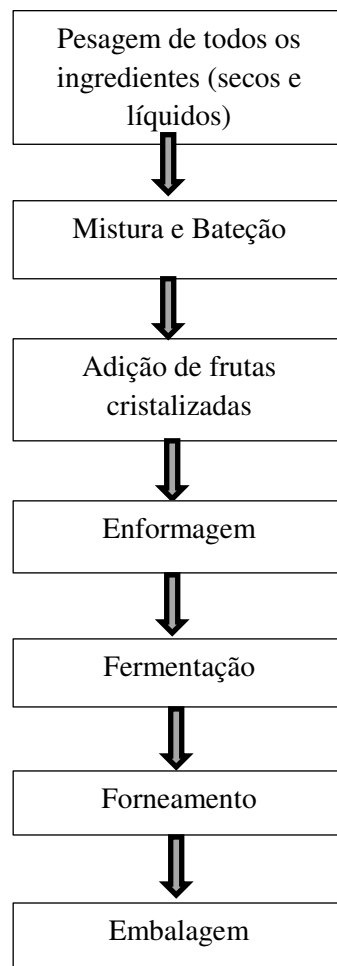 Pesagem de todos os
ingredientes (secos e
líquidos)
Mistura e Bateção
Adição de frutas
cristalizadas
Enformagem
Fermentação
Forneamento
Embalagem